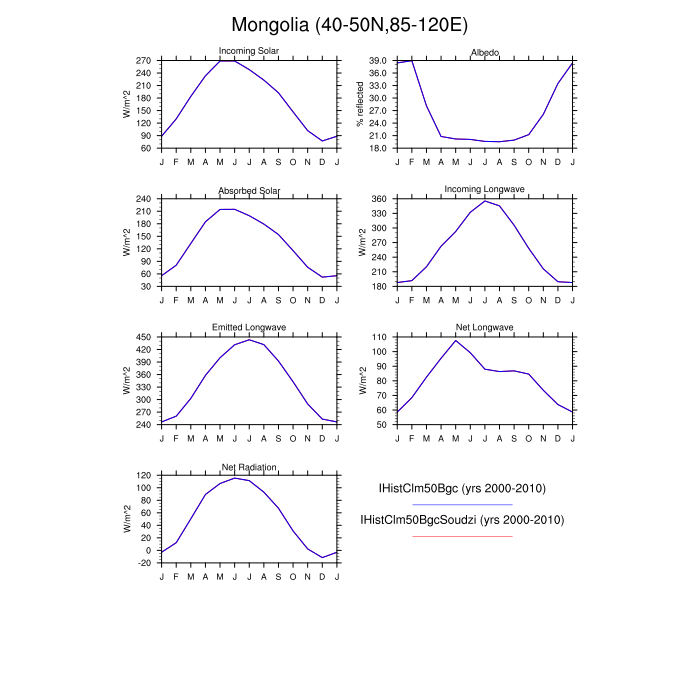 Mongolia (40-50N,85-120E)
Incoming Solar
W/m^2
270
240
210
180
150
120
90
60
J F M A M J J A S O N D J
Albedo
% reflected
39.0
36.0
33.0
30.0
27.0
24.0
21.0
18.0
J F M A M J J A S O N D J
Absorbed Solar
W/m^2
240
210
180
150
120
90
60
30
J F M A M J J A S O N D J
Incoming Longwave
W/m^2
360
330
300
270
240
210
180
J F M A M J J A S O N D J
Emitted Longwave
W/m^2
450
420
390
360
330
300
270
240
J F M A M J J A S O N D J
Net Longwave
W/m^2
110
100
90
80
70
60
50
J F M A M J J A S O N D J
Net Radiation
W/m^2
120
100
80
60
40
20
0
-20
J F M A M J J A S O N D J
IHistClm50Bgc (yrs 2000-2010)
IHistClm50BgcSoudzi (yrs 2000-2010)